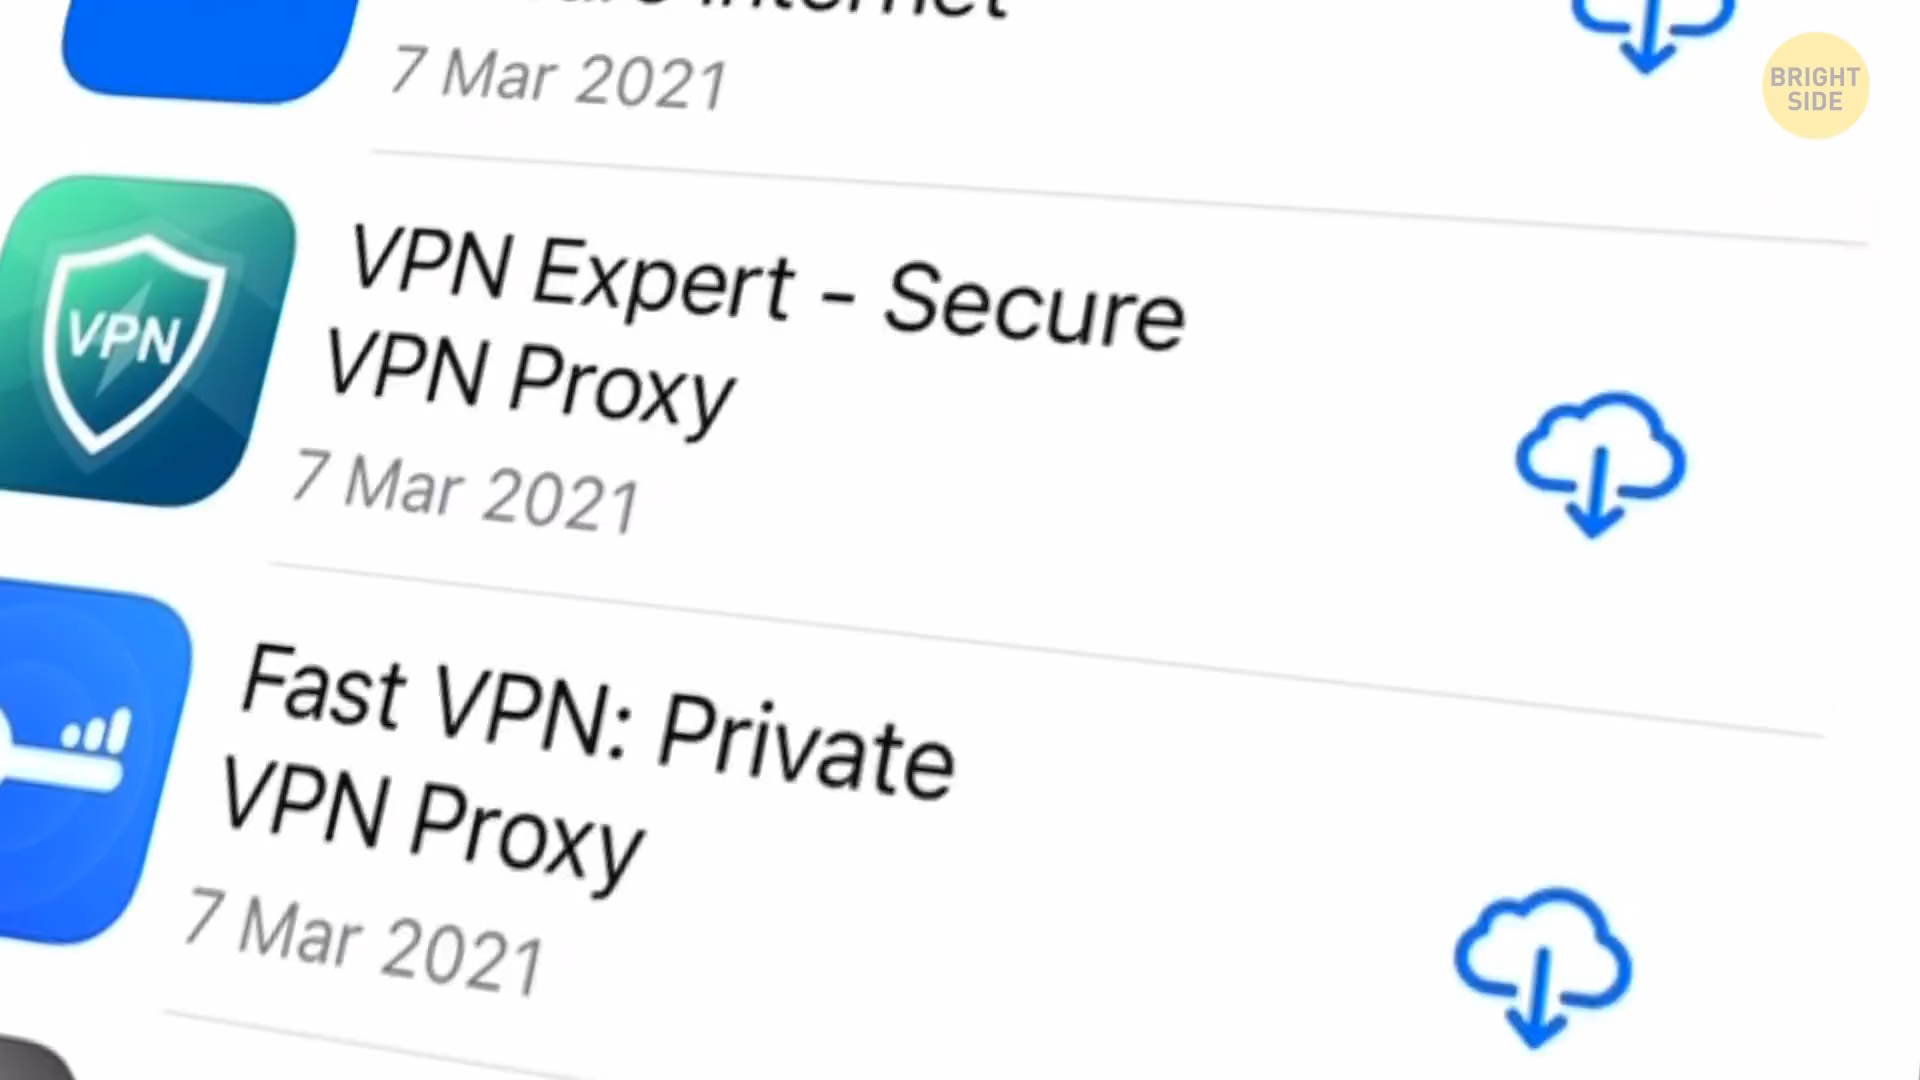 7 Mar 2021
BRIGHT
SIDE
VPN Expert - Secure
VPN Proxy
7 Mar 2021
VPN
Fast VPN: Private
VPN Proxy
7 Mar 2021